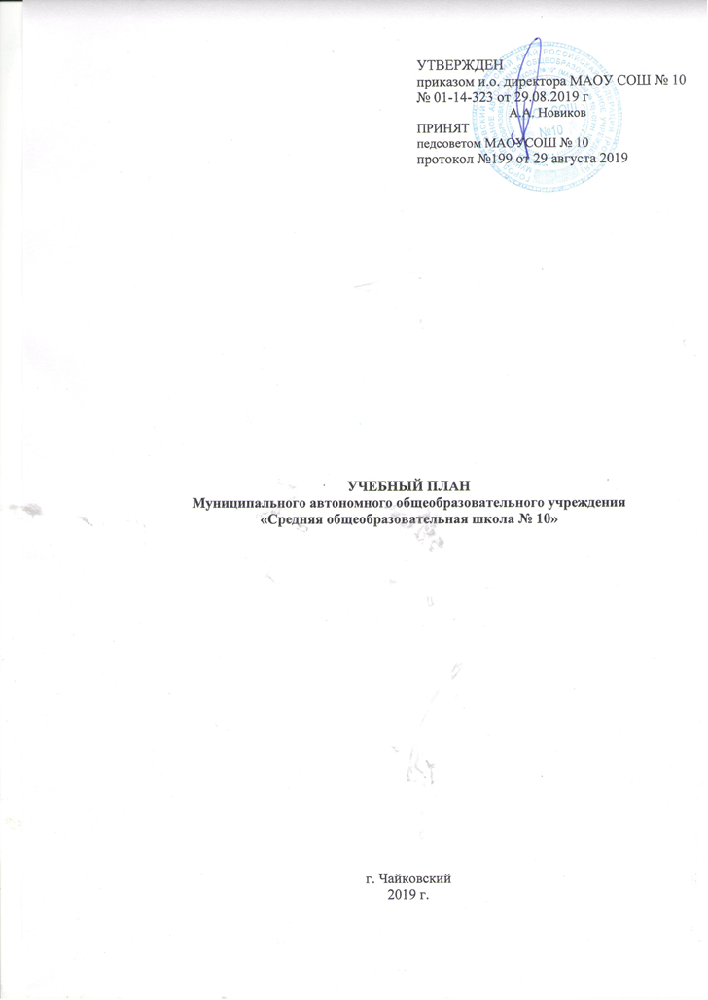 УТВЕРЖДЕН
приказом и.о. директора МАОУ СОШ № 10
№ 01-14-323 от 29.08.2019 г
А.А. Новиков
ПРИНЯТ
педсоветом МАОУСОШ № 10
протокол №199 от 29 августа 2019
№10
УЧЕБНЫЙ ПЛАН
Муниципального автономного общеобразовательного учреждения
«Средняя общеобразовательная школа № 10»
г. Чайковский
2019 г.